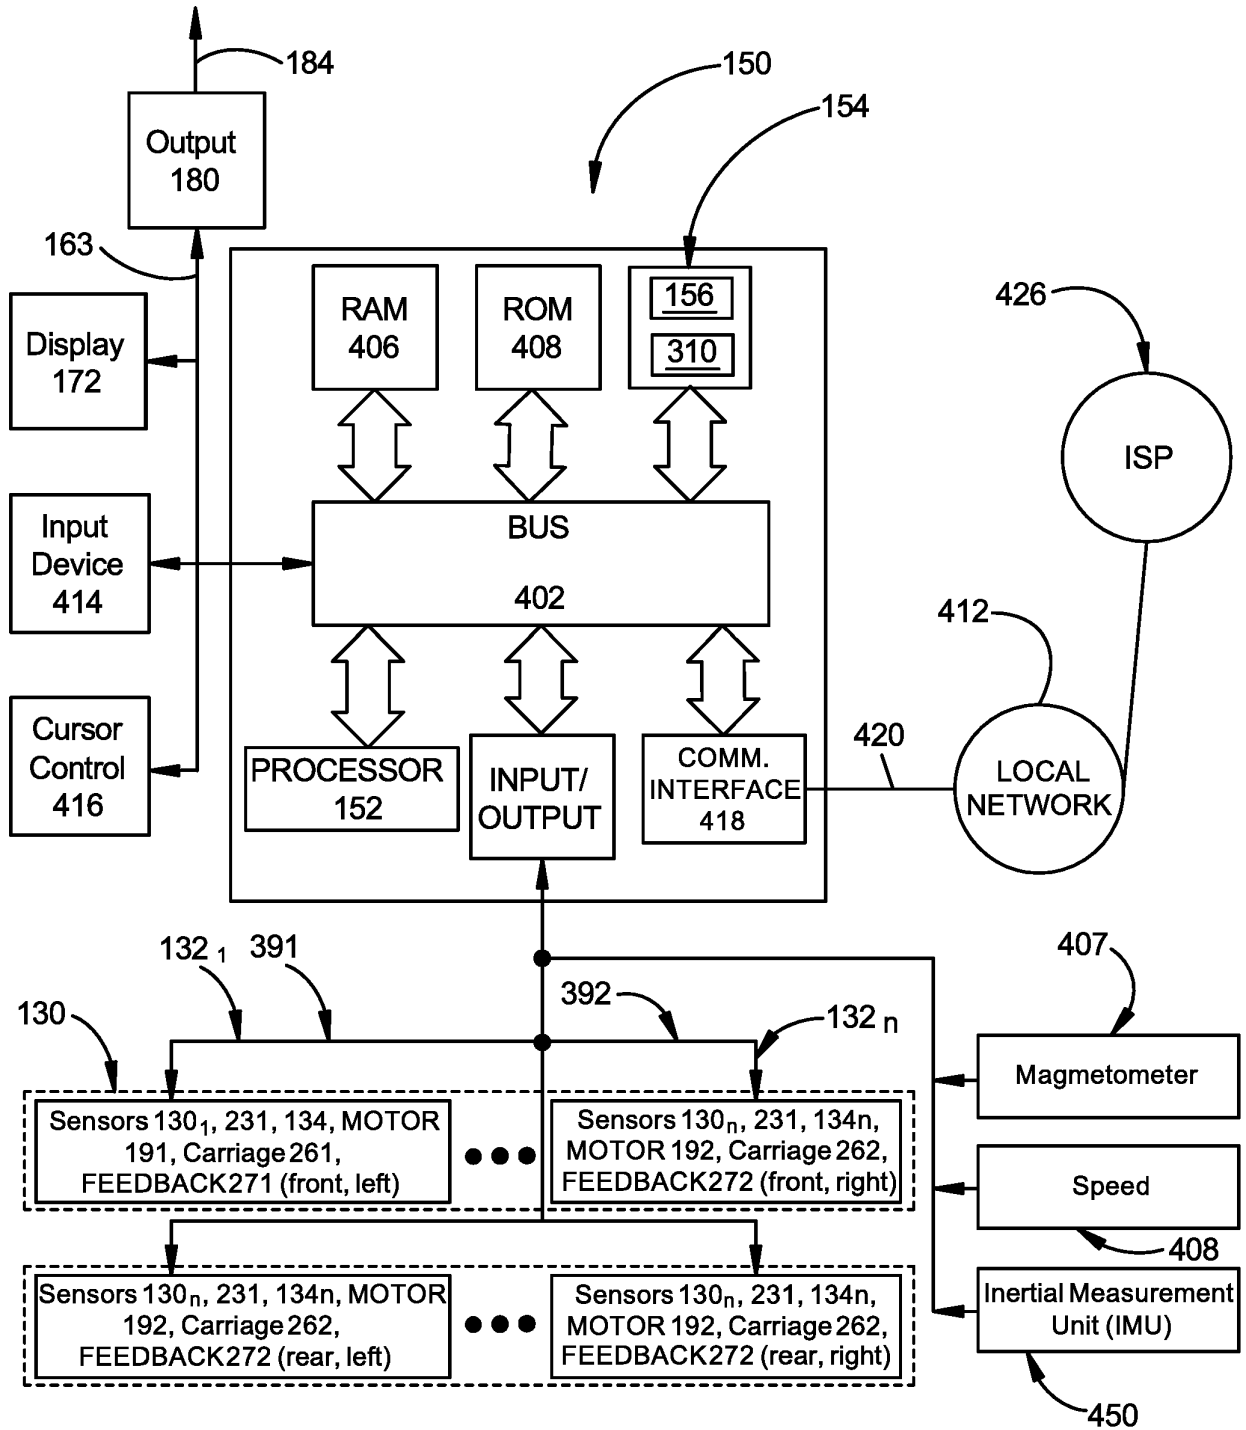 184
150
154
Output
180
163
Display
172
RAM
406
ROM
408
156
310
426
ISP
Input
Device
414
BUS
402
412
Cursor
Control
416
PROCESSOR
152
INPUT/
OUTPUT
COMM.
INTERFACE
418
420
LOCAL
NETWORK
132 1
391
392
132 n
130
407
Magmetometer
Sensors 1301, 231, 134, MOTOR
191, Carriage 261,
FEEDBACK271 (front, left)
Sensors 130n, 231, 134n,
MOTOR 192, Carriage 262,
FEEDBACK272 (front, right)
Speed
408
Sensors 130n, 231, 134n, MOTOR
192, Carriage 262,
FEEDBACK272 (rear, left)
Sensors 130n, 231, 134n,
MOTOR 192, Carriage 262,
FEEDBACK272 (rear, right)
Inertial Measurement
Unit (IMU)
450